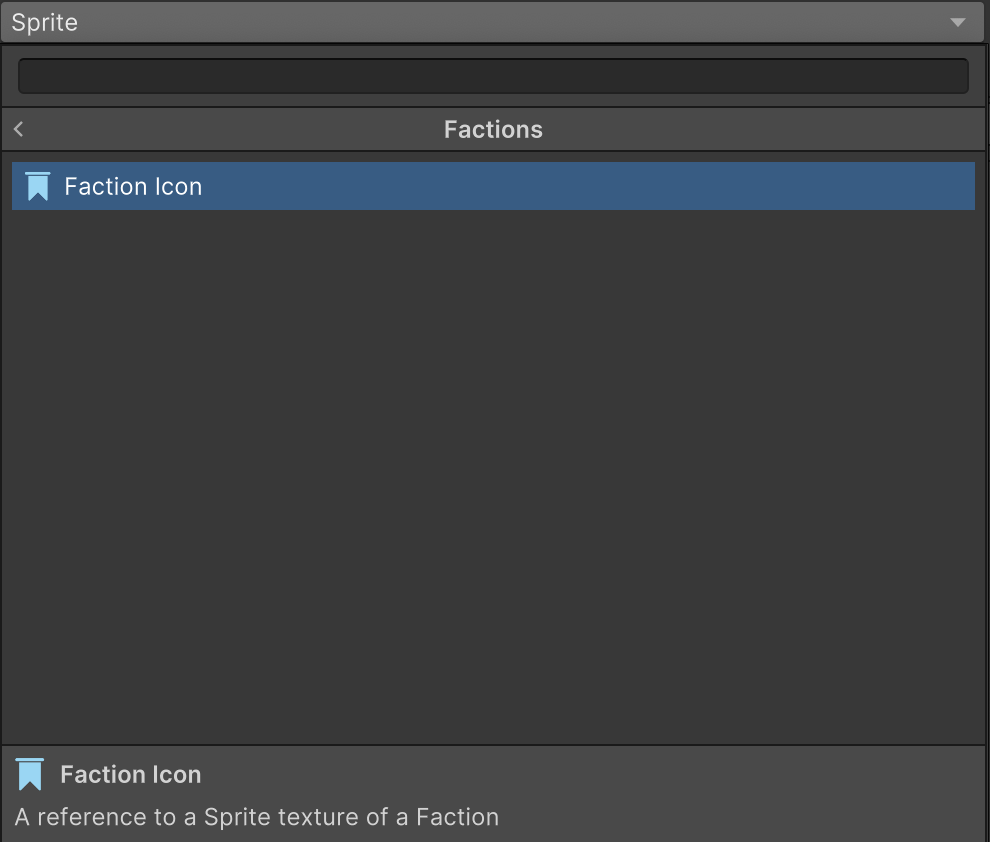 Sprite
Factions
Faction Icon
Faction Icon
A reference to a Sprite texture of a Faction